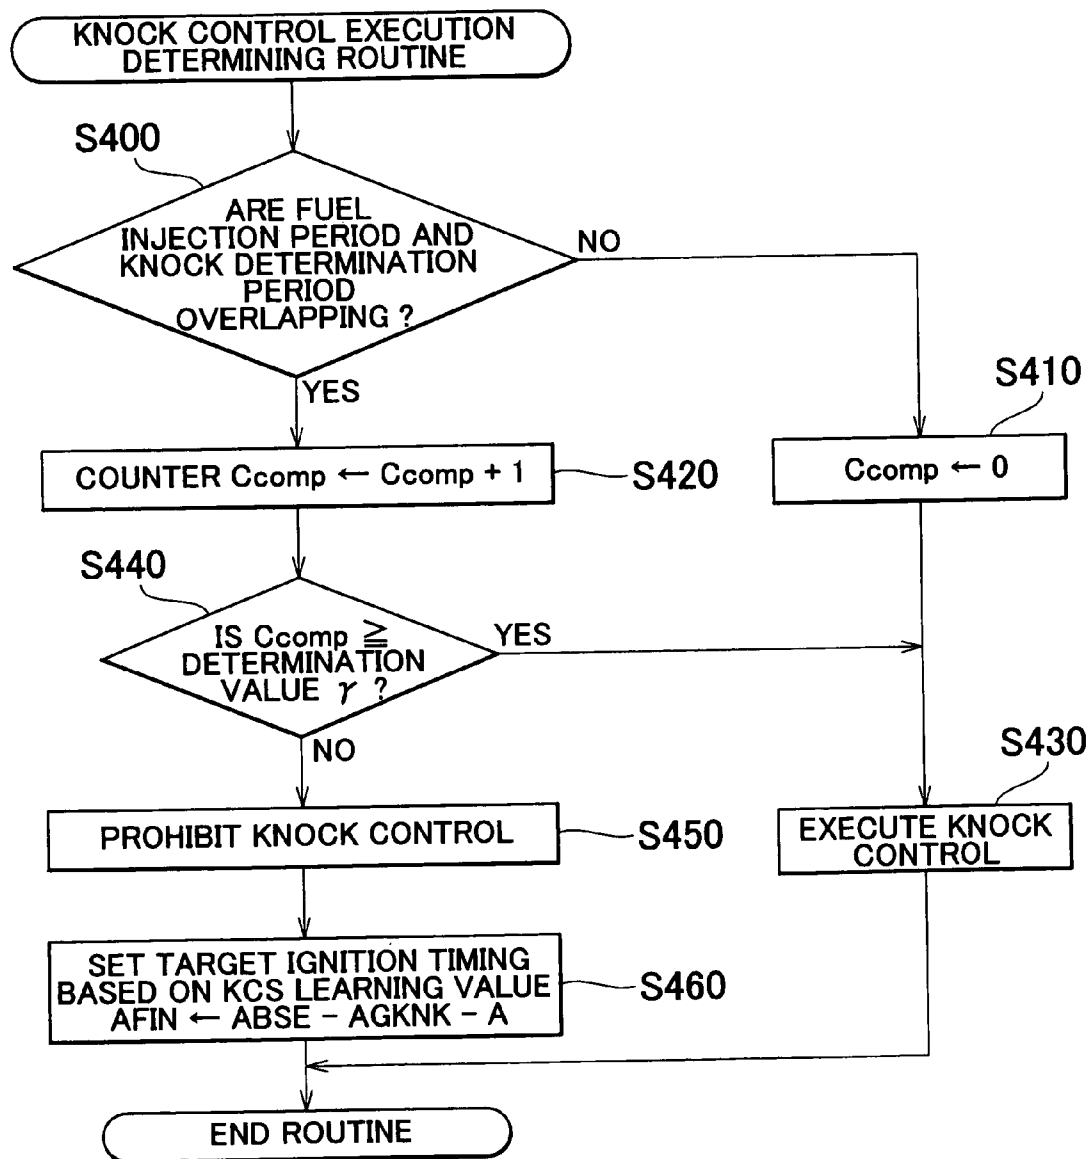 KNOCK CONTROL EXECUTION
DETERMINING ROUTINE
S400
ARE FUEL
INJECTION PERIOD AND
KNOCK DETERMINATION
PERIOD
OVERLAPPING ?
NO
YES
S410
Ccomp ← 0
COUNTER Ccomp ← Ccomp + 1
S420
S440
IS Ccomp ≧
DETERMINATION
VALUE γ ?
YES
NO
S430
EXECUTE KNOCK
CONTROL
PROHIBIT KNOCK CONTROL
S450
SET TARGET IGNITION TIMING
BASED ON KCS LEARNING VALUE
AFIN ← ABSE − AGKNK − A
S460
END ROUTINE